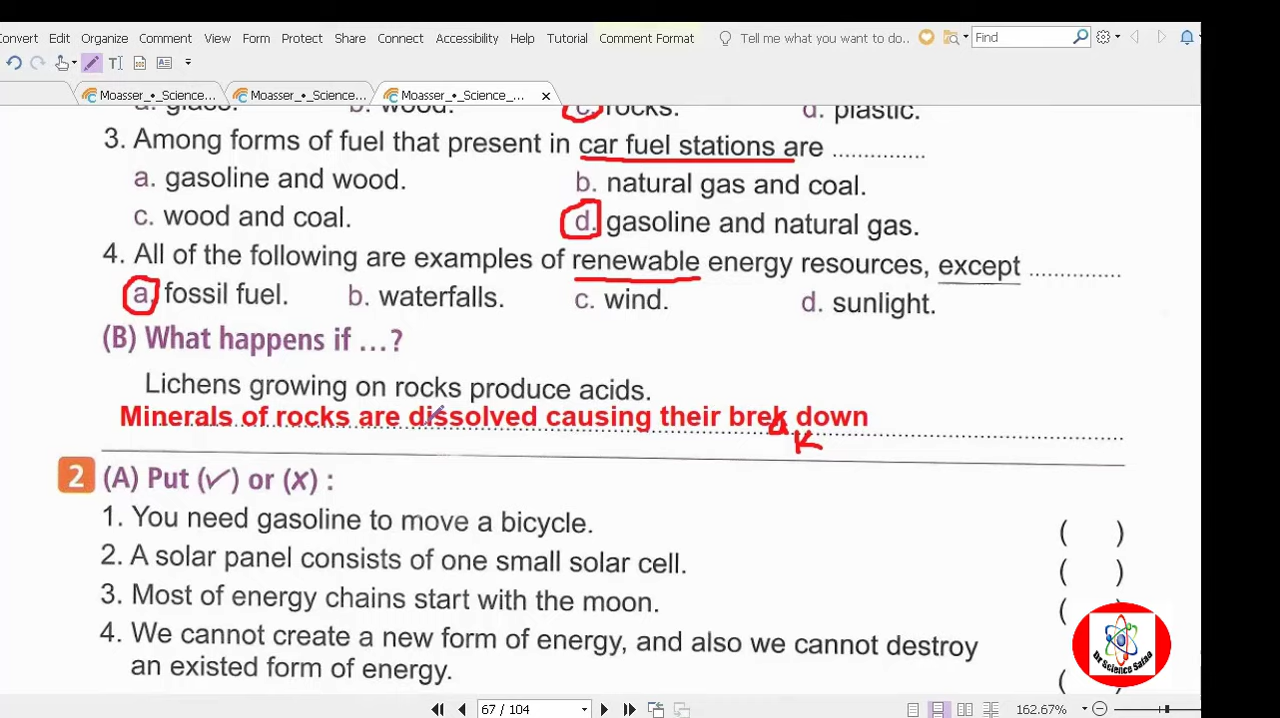 Convert Edit Organize Comment View Form Protect Share Connect Accessibility Help Tutorial Comment Format Tell me what you want to do.. Find
Moasser_•_Science... Moasser_•_Science... Moasser_•_Science_...
a. glass. b. wood. c. rocks. d. plastic.
3. Among forms of fuel that present in car fuel stations are ...............
a. gasoline and wood. b. natural gas and coal.
c. wood and coal. d. gasoline and natural gas.
4. All of the following are examples of renewable energy resources, except ...............
a. fossil fuel. b. waterfalls. c. wind. d. sunlight.
(B) What happens if ...?
Lichens growing on rocks produce acids.
Minerals of rocks are dissolved causing their brek down
a k
2 (A) Put (✓) or (✗) :
1. You need gasoline to move a bicycle. ( )
2. A solar panel consists of one small solar cell. ( )
3. Most of energy chains start with the moon. (
4. We cannot create a new form of energy, and also we cannot destroy
an existed form of energy. ( )
Dr Science Safaa
67 / 104 162.67%